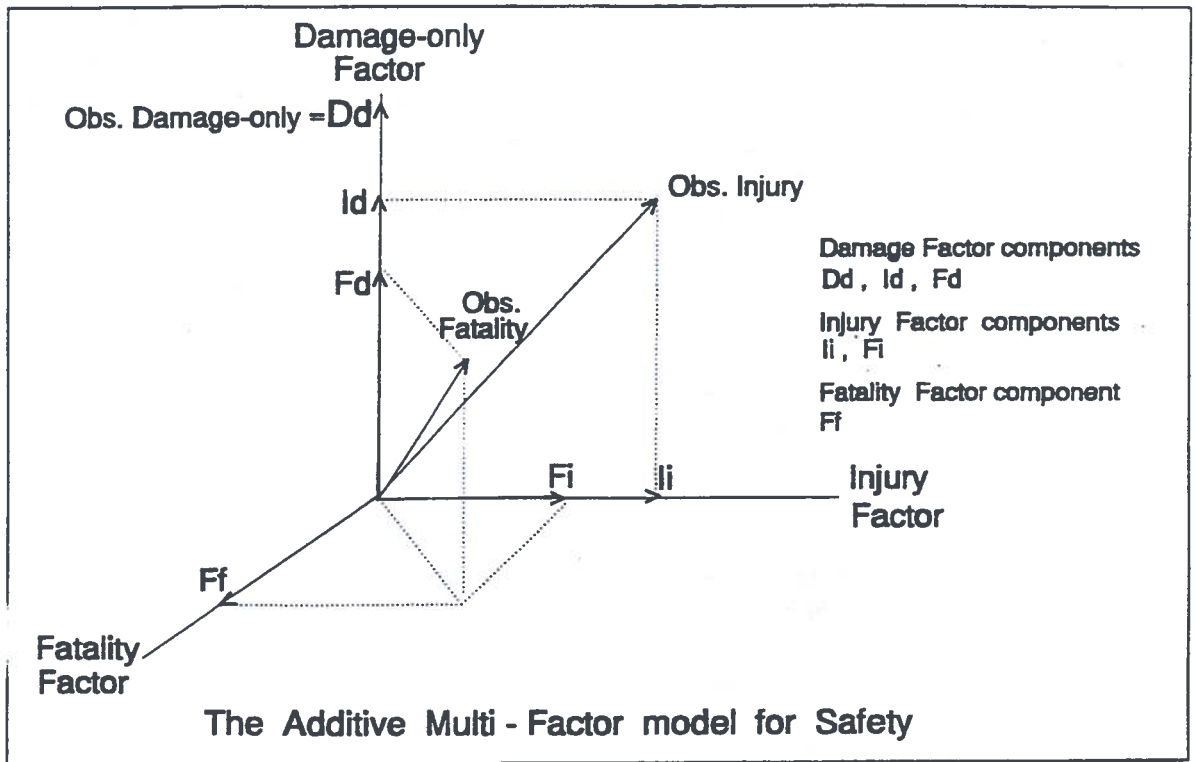 Damage-only
Factor
Obs. Damage-only =Dd
Id
Obs. Injury
Fd
Obs.
Fatality
Damage Factor components
Dd , Id , Fd
Injury Factor components
Ii , Fi
Fatality Factor component
Ff
Fi
Ii
Injury
Factor
Ff
Fatality
Factor
The Additive Multi - Factor model for Safety